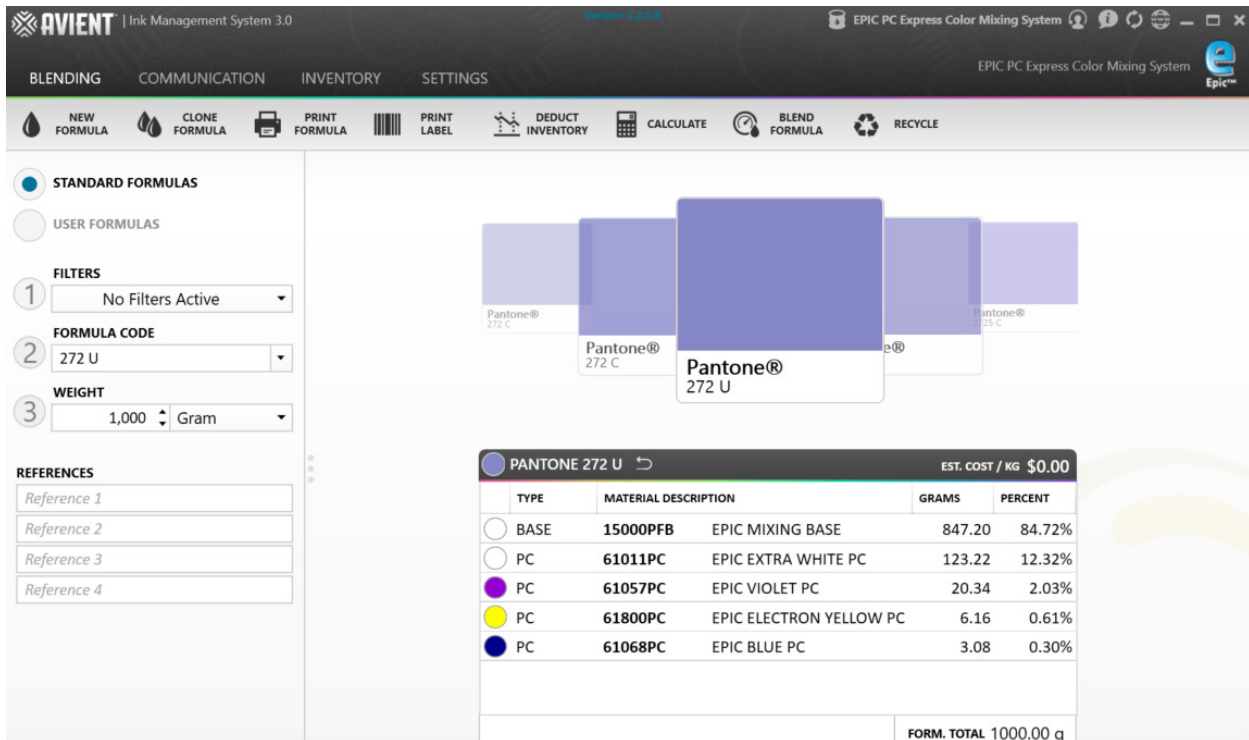 AVIENT | Ink Management System 3.0
EPIC PC Express Color Mixing System
BLENDING COMMUNICATION INVENTORY SETTINGS
EPIC PC Express Color Mixing System
Epic™
NEW FORMULA
CLONE FORMULA
PRINT FORMULA
PRINT LABEL
DEDUCT INVENTORY
CALCULATE
BLEND FORMULA
RECYCLE
STANDARD FORMULAS
USER FORMULAS
FILTERS
1 No Filters Active
FORMULA CODE
2 272 U
WEIGHT
3 1,000 Gram
REFERENCES
Reference 1
Reference 2
Reference 3
Reference 4
Pantone®
272 C
Pantone®
272 C
Pantone®
272 U
e®
Pantone®
PANTONE 272 U EST. COST / KG $0.00
TYPE MATERIAL DESCRIPTION GRAMS PERCENT
BASE 15000PFB EPIC MIXING BASE 847.20 84.72%
PC 61011PC EPIC EXTRA WHITE PC 123.22 12.32%
PC 61057PC EPIC VIOLET PC 20.34 2.03%
PC 61800PC EPIC ELECTRON YELLOW PC 6.16 0.61%
PC 61068PC EPIC BLUE PC 3.08 0.30%
FORM. TOTAL 1000.00 g